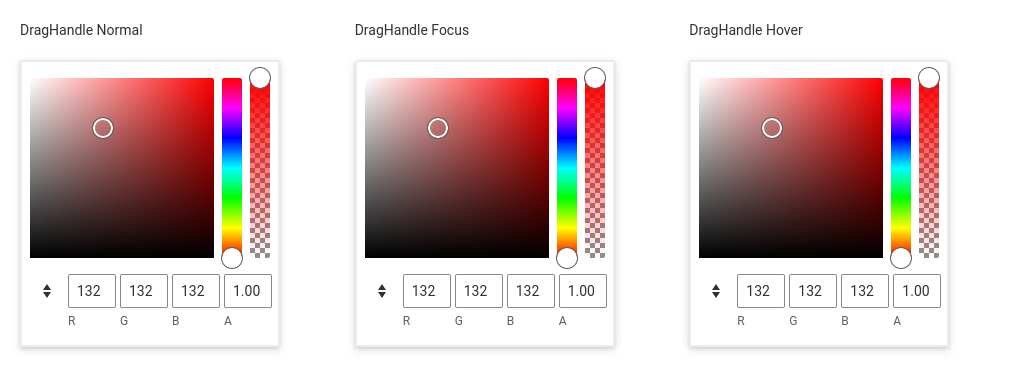 DragHandle Normal
DragHandle Focus
DragHandle Hover
132 132 132 1.00
R G B A
132 132 132 1.00
R G B A
132 132 132 1.00
R G B A